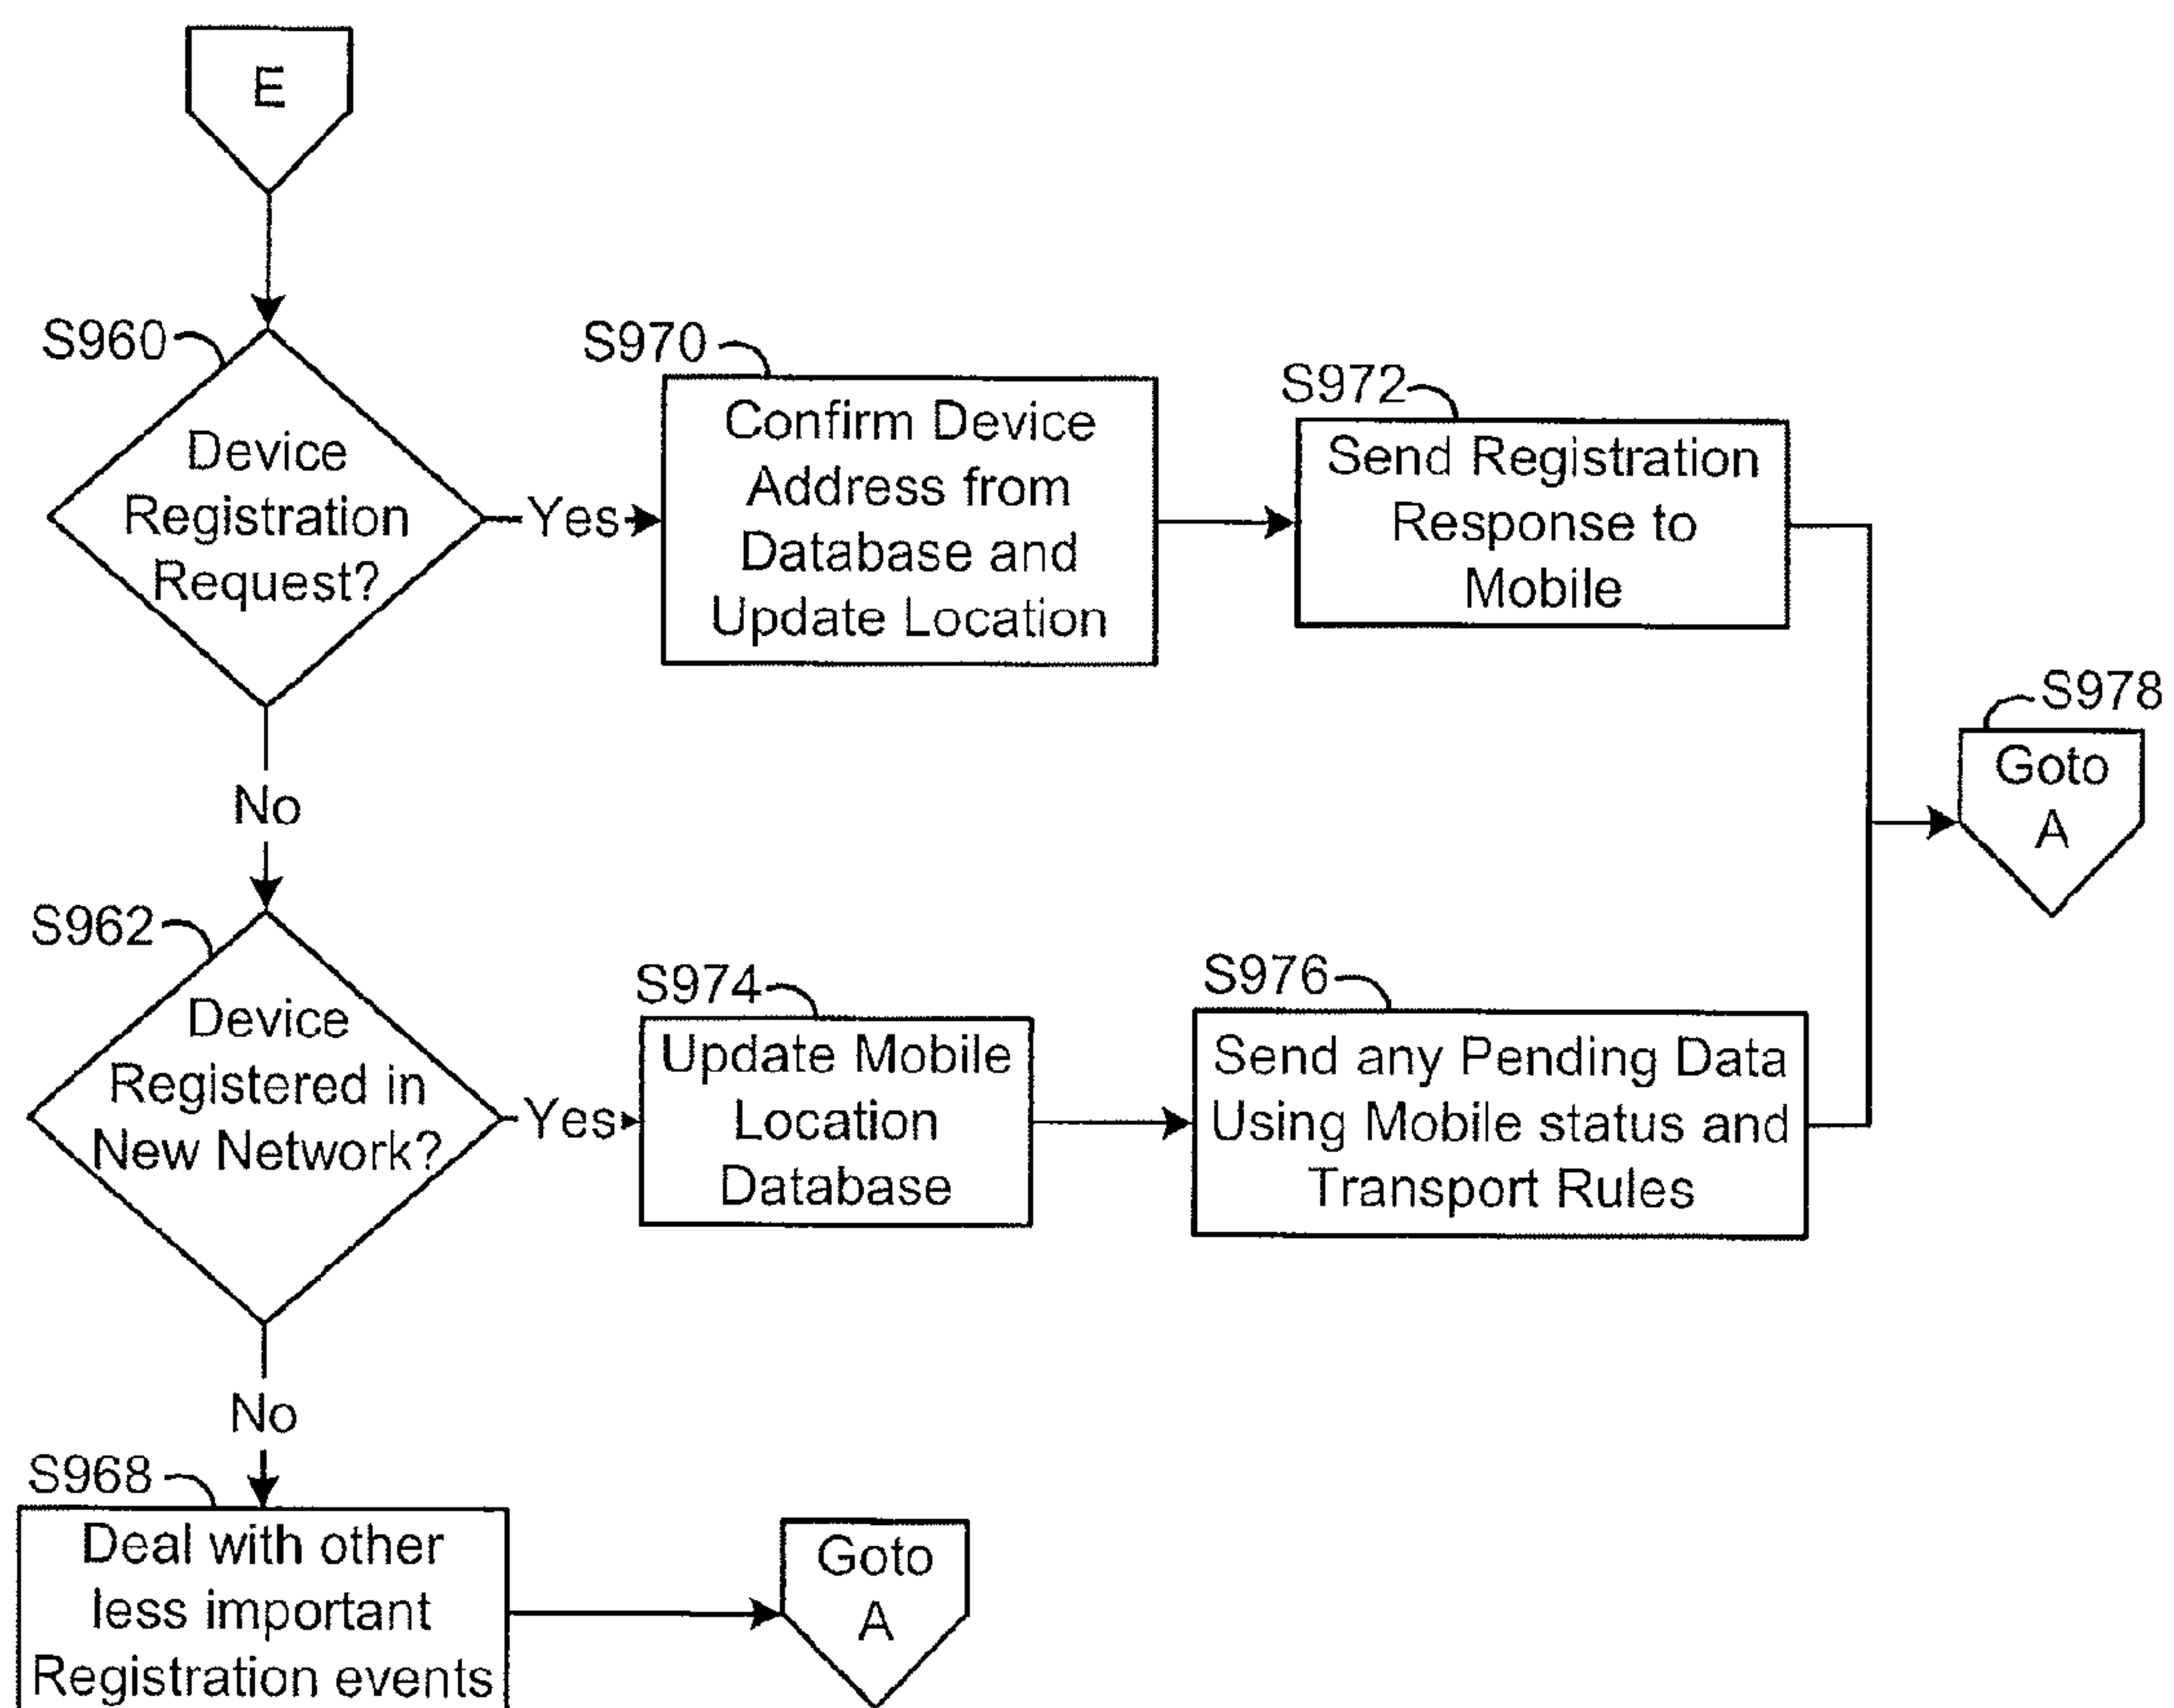 E
S960
Device
Registration
Request?
Yes
S970
Confirm Device
Address from
Database and
Update Location
S972
Send Registration
Response to
Mobile
S978
Goto
A
No
S962
Device
Registered in
New Network?
Yes
S974
Update Mobile
Location
Database
S976
Send any Pending Data
Using Mobile status and
Transport Rules
No
S968
Deal with other
less important
Registration events
Goto
A